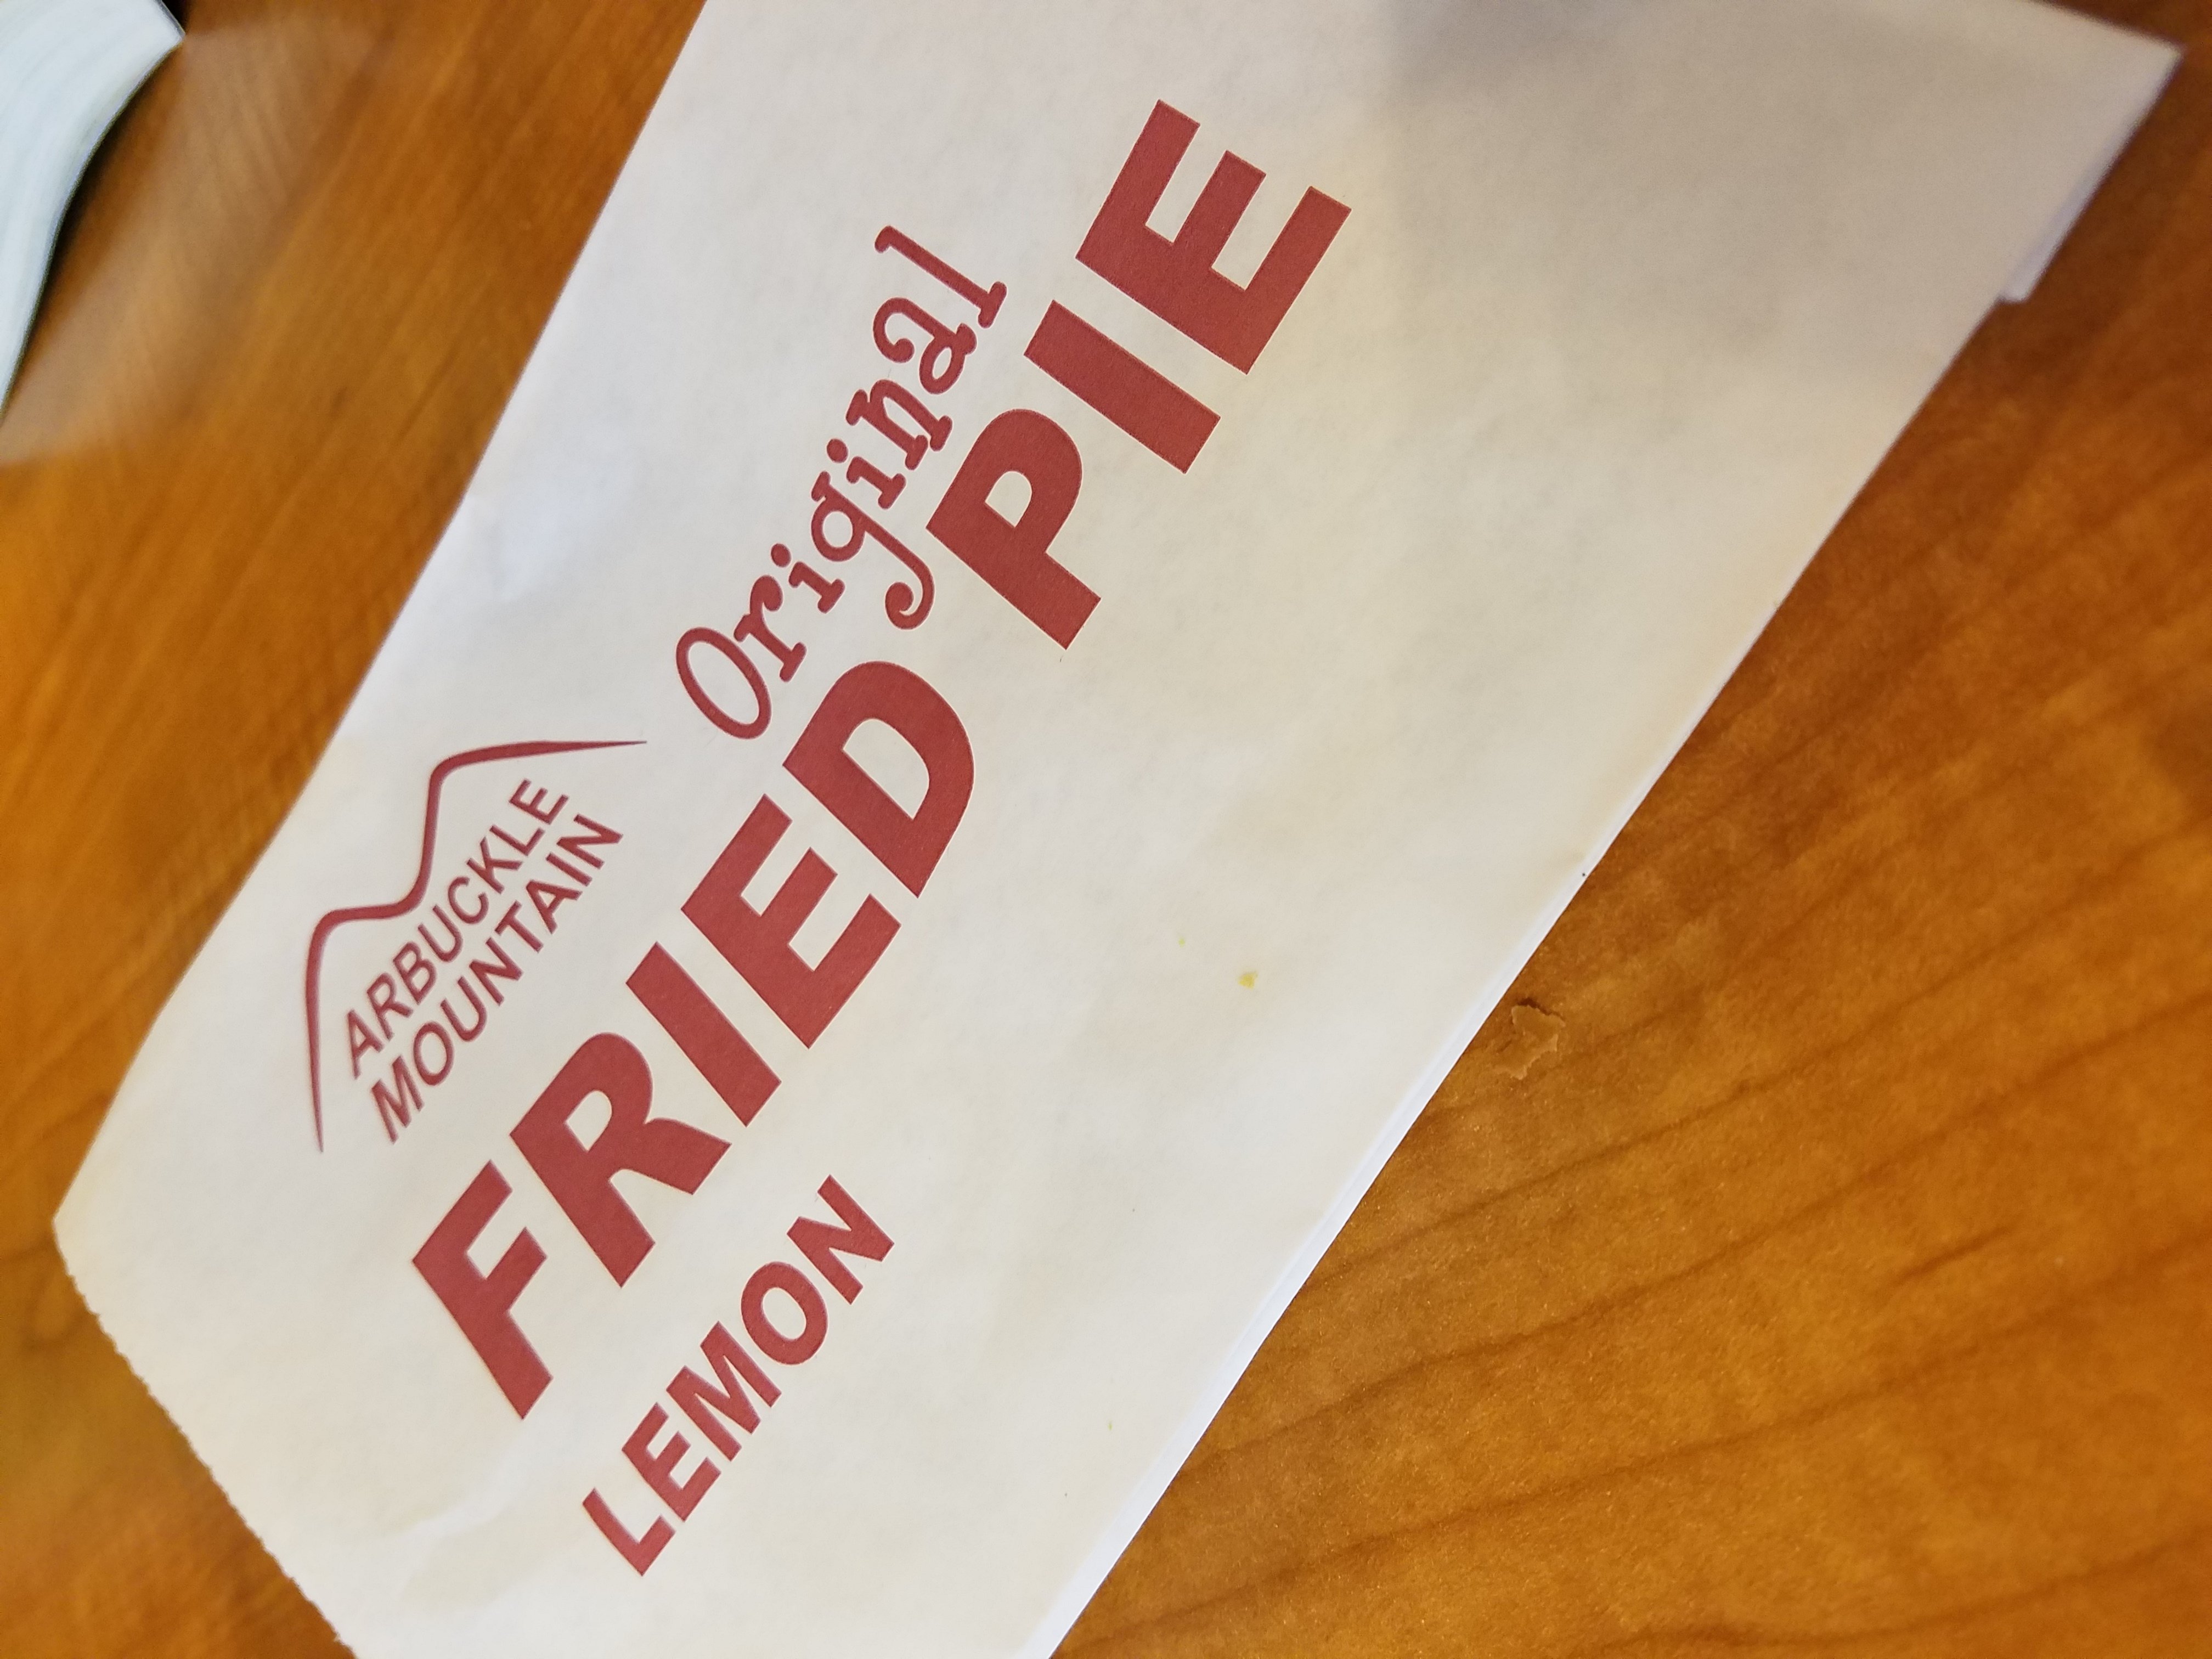 ARBUCKLE
MOUNTAIN
Original
FRIED PIE
LEMON